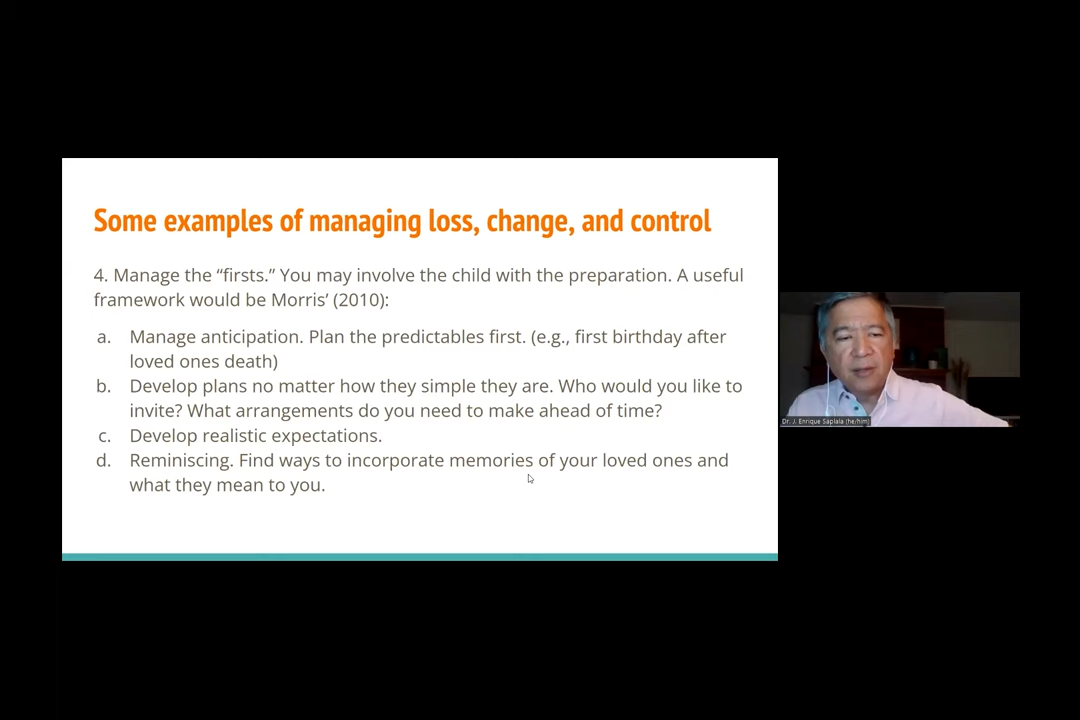 Some examples of managing loss, change, and control
4. Manage the “firsts.” You may involve the child with the preparation. A useful
framework would be Morris’ (2010):
a. Manage anticipation. Plan the predictables first. (e.g., first birthday after
loved ones death)
b. Develop plans no matter how they simple they are. Who would you like to
invite? What arrangements do you need to make ahead of time?
c. Develop realistic expectations.
d. Reminiscing. Find ways to incorporate memories of your loved ones and
what they mean to you.
Dr. J. Enrique Saplala (he/him)